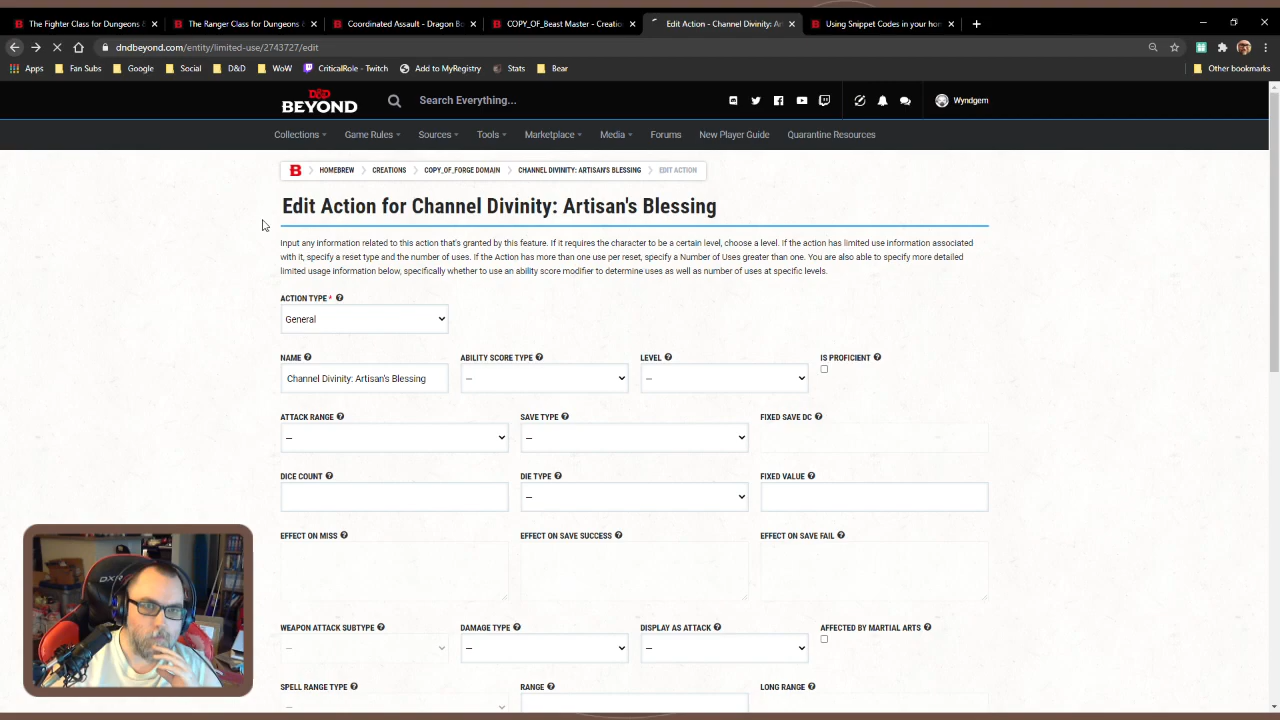 The Fighter Class for Dungeons &
The Ranger Class for Dungeons &
Coordinated Assault - Dragon Bo
COPY_OF_Beast Master - Creatio
Edit Action - Channel Divinity: A
Using Snippet Codes in your hon
dndbeyond.com/entity/limited-use/2743727/edit
Apps Fan Subs Google Social D&D WoW CriticalRole - Twitch Add to MyRegistry Stats Bear Other bookmarks
D&D BEYOND
Search Everything...
Wyndgem
Collections Game Rules Sources Tools Marketplace Media Forums New Player Guide Quarantine Resources
B HOMEBREW CREATIONS COPY_OF_FORGE DOMAIN CHANNEL DIVINITY: ARTISAN'S BLESSING EDIT ACTION
Edit Action for Channel Divinity: Artisan's Blessing
Input any information related to this action that's granted by this feature. If it requires the character to be a certain level, choose a level. If the action has limited use information associated
with it, specify a reset type and the number of uses. If the Action has more than one use per reset, specify a Number of Uses greater than one. You are also able to specify more detailed
limited usage information below, specifically whether to use an ability score modifier to determine uses as well as number of uses at specific levels.
ACTION TYPE *
General
NAME ABILITY SCORE TYPE LEVEL IS PROFICIENT
Channel Divinity: Artisan's Blessing -- --
ATTACK RANGE SAVE TYPE FIXED SAVE DC
-- --
DICE COUNT DIE TYPE FIXED VALUE
--
EFFECT ON MISS EFFECT ON SAVE SUCCESS EFFECT ON SAVE FAIL
WEAPON ATTACK SUBTYPE DAMAGE TYPE DISPLAY AS ATTACK AFFECTED BY MARTIAL ARTS
-- -- --
SPELL RANGE TYPE RANGE LONG RANGE
--
DXR